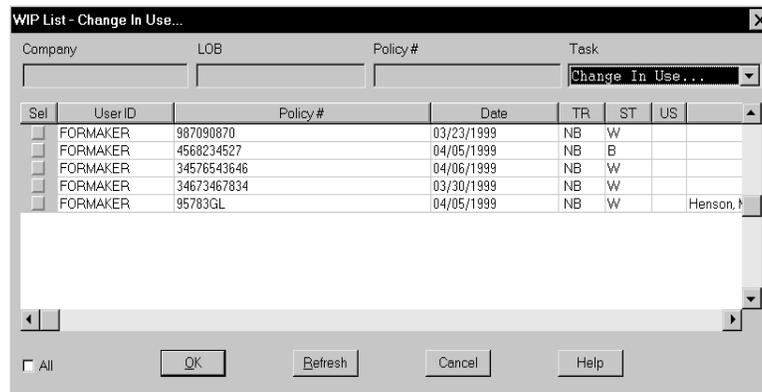 WIP List - Change In Use...
Company LOB Policy # Task
Change In Use...
Sel User ID Policy # Date TR ST US
FORMAKER 987090870 03/23/1999 NB W
FORMAKER 4568234527 04/05/1999 NB B
FORMAKER 34576543646 04/06/1999 NB W
FORMAKER 34673467834 03/30/1999 NB W
FORMAKER 95783GL 04/05/1999 NB W Henson,
All OK Refresh Cancel Help